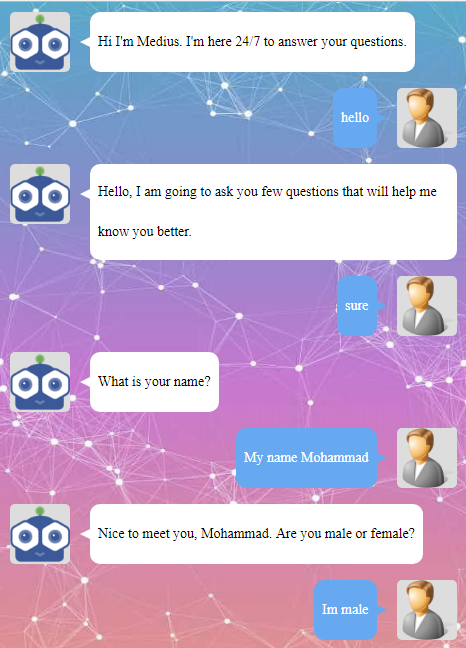 Hi I'm Medius. I'm here 24/7 to answer your questions.
hello
Hello, I am going to ask you few questions that will help me
know you better.
sure
What is your name?
My name Mohammad
Nice to meet you, Mohammad. Are you male or female?
Im male